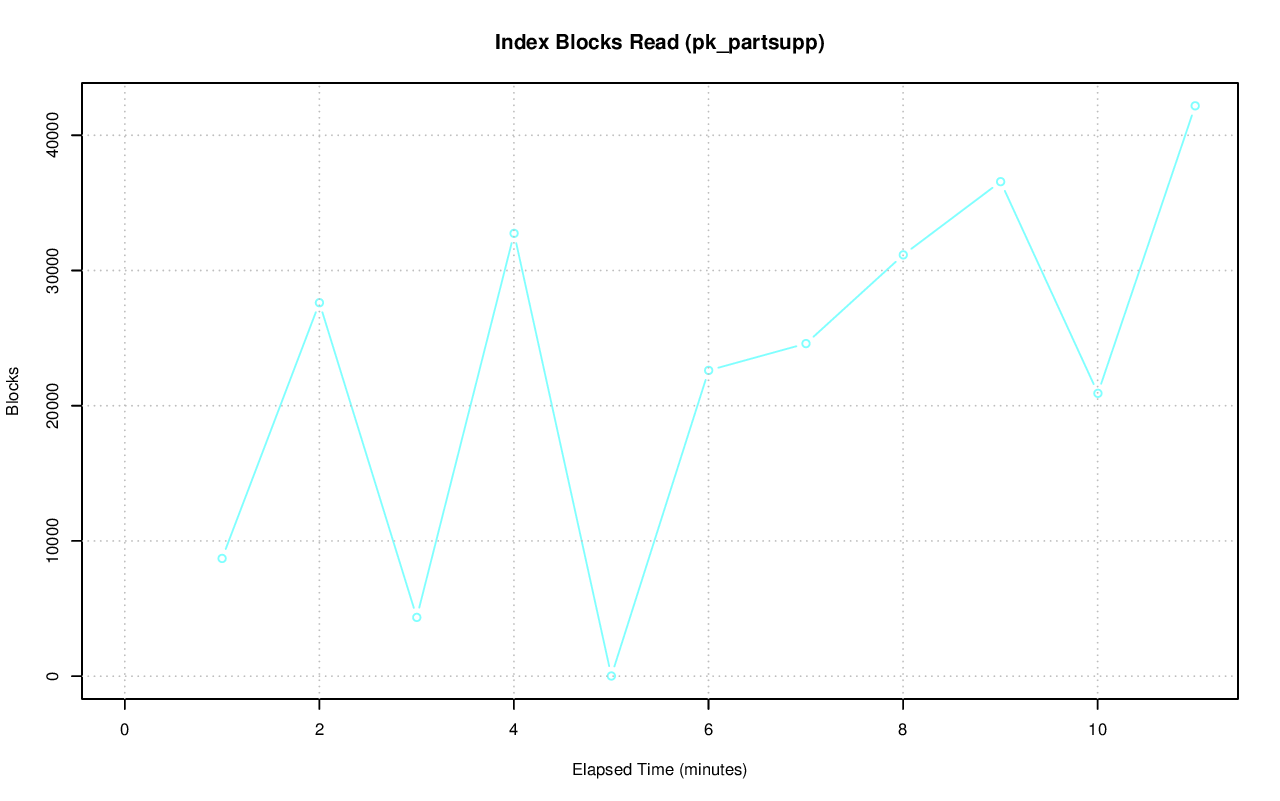 Index Blocks Read (pk_partsupp)
40000
30000
20000
10000
0
Blocks
0 2 4 6 8 10
Elapsed Time (minutes)